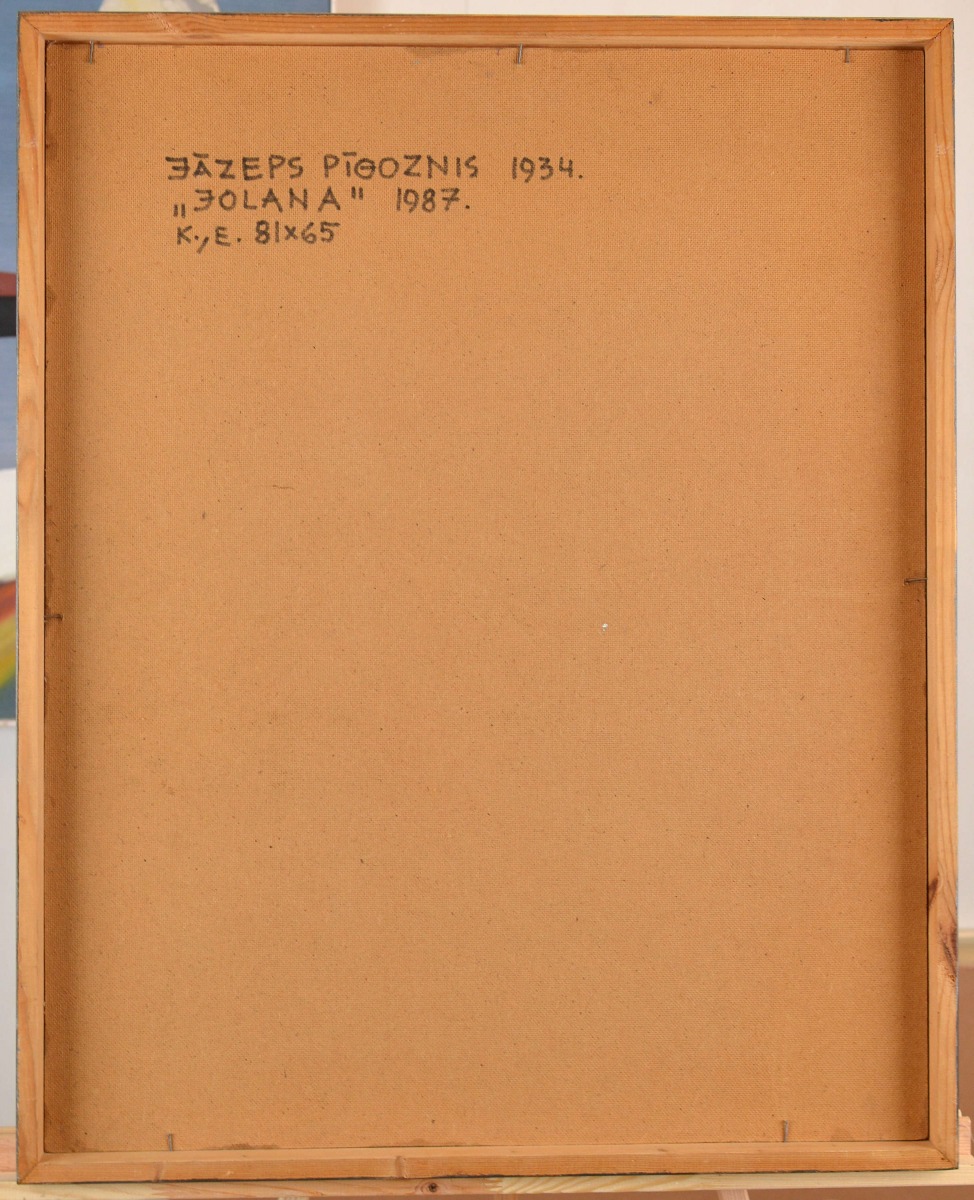 JĀZEPS PĪGOZNIS 1934.
„JOLANA" 1987.
K., E. 81x65